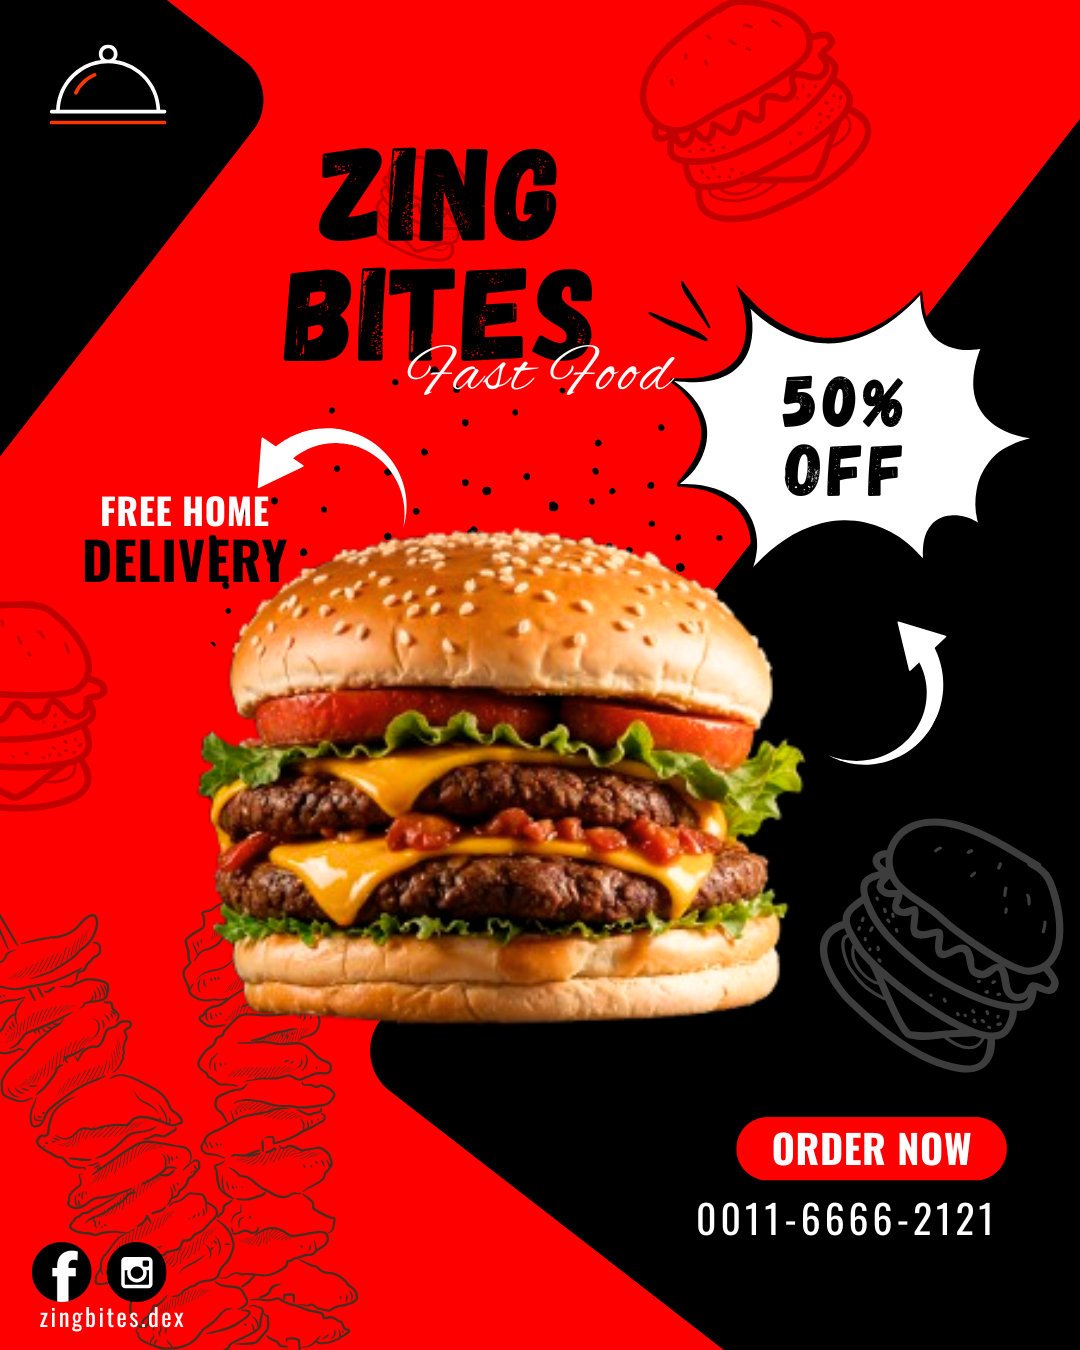 ZING
BITES
Fast Food
50%
OFF
FREE HOME
DELIVERY
ORDER NOW
0011-6666-2121
zingbites.dex